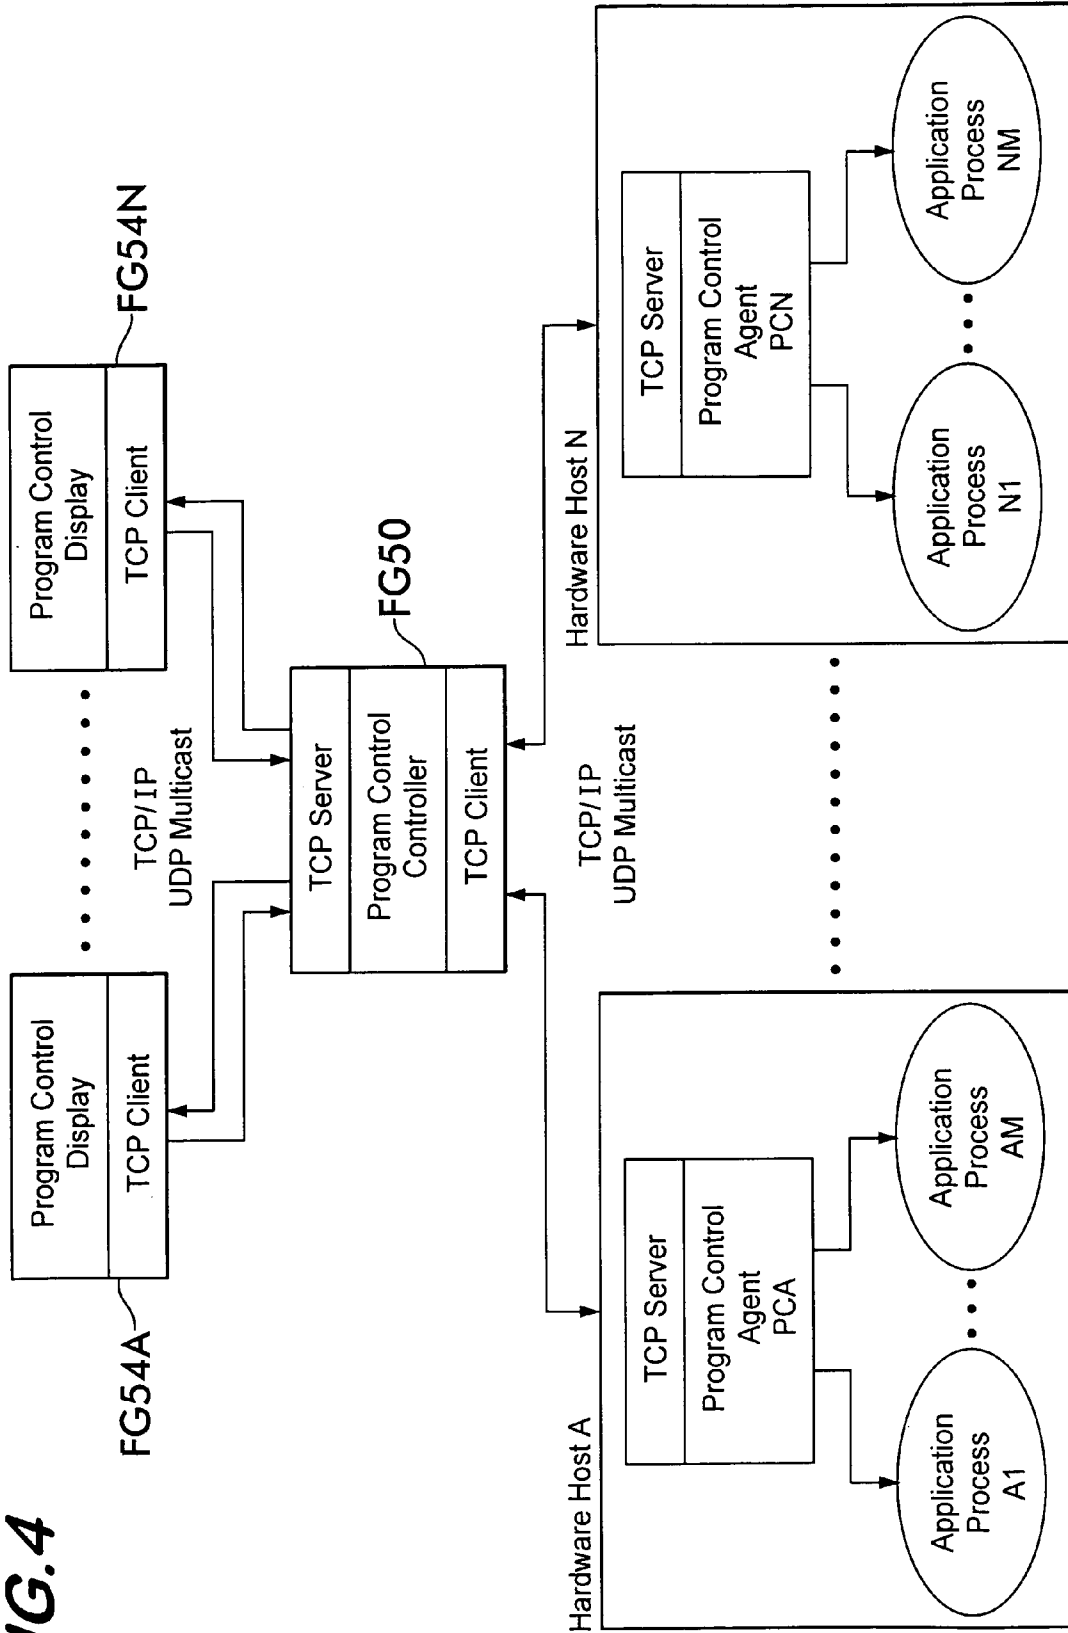 IG.4
FG54A
Program Control
Display
TCP Client
TCP/IP
UDP Multicast
Program Control
Display
TCP Client
FG54N
TCP Server
Program Control
Controller
TCP Client
FG50
TCP/IP
UDP Multicast
Hardware Host A
TCP Server
Program Control
Agent
PCA
Application
Process
A1
Application
Process
AM
Hardware Host N
TCP Server
Program Control
Agent
PCN
Application
Process
N1
Application
Process
NM